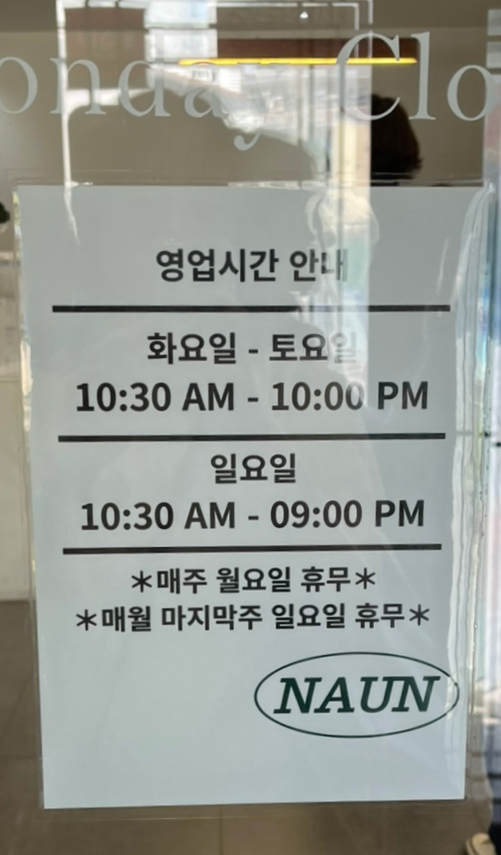 onday Clo
영업시간 안내
화요일 - 토요일
10:30 AM - 10:00 PM
일요일
10:30 AM - 09:00 PM
*매주 월요일 휴무*
*매월 마지막주 일요일 휴무*
NAUN